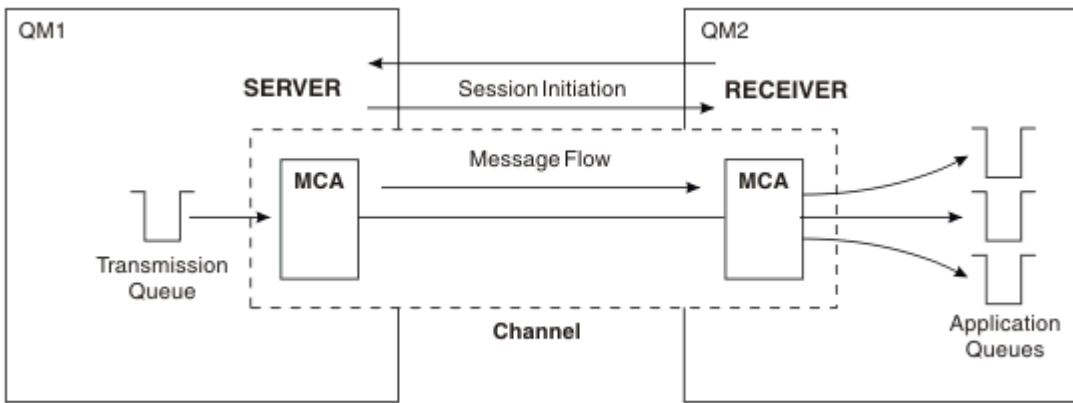 QM1
QM2
SERVER
Session Initiation
RECEIVER
Message Flow
MCA
MCA
Transmission
Queue
Channel
Application
Queues